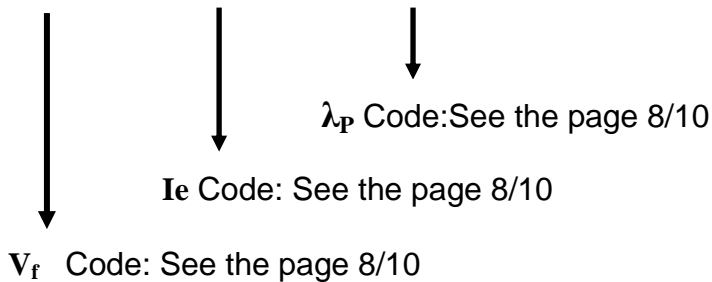 λP Code:See the page 8/10
Ie Code: See the page 8/10
Vf Code: See the page 8/10